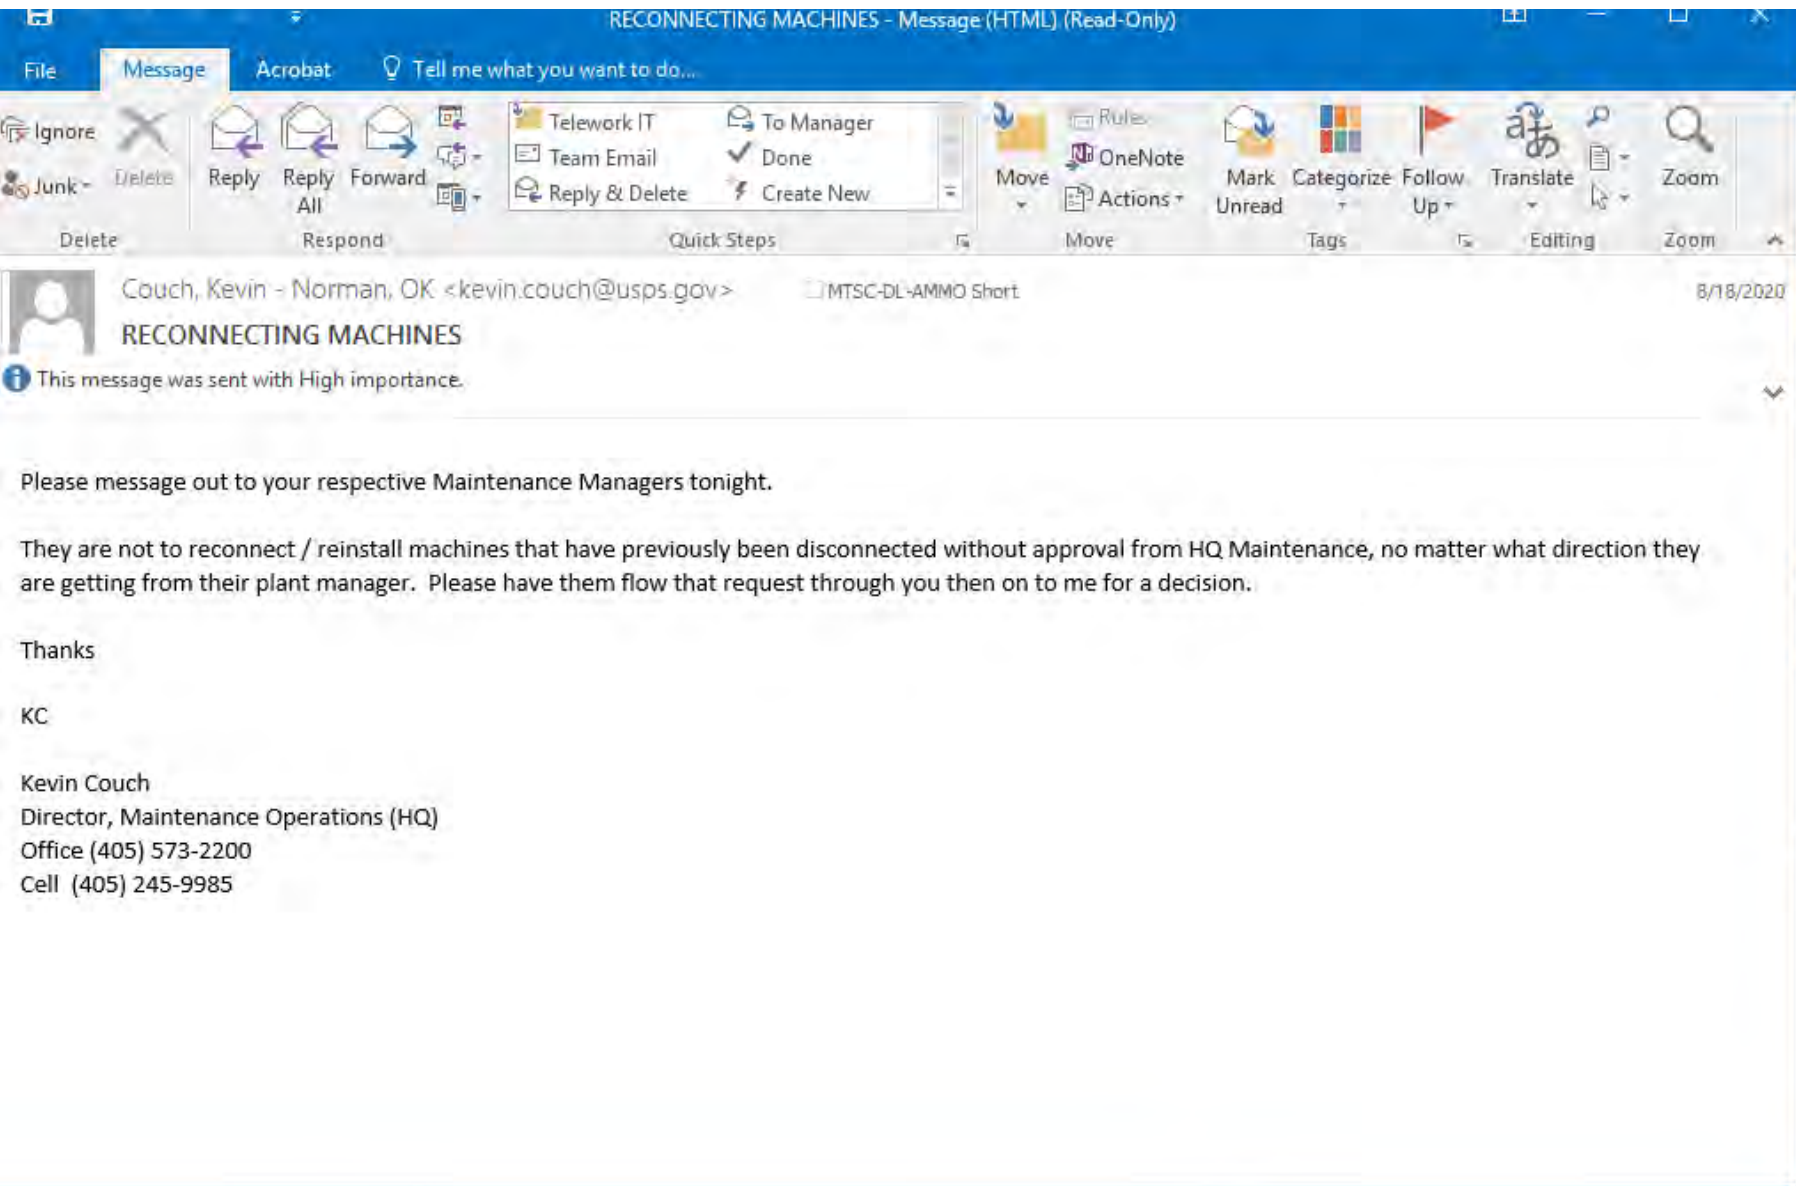 RECONNECTING MACHINES - Message (HTML) (Read-Only)
File Message Acrobat Tell me what you want to do...
Ignore
Junk
Delete
Reply
Reply All
Forward
Telework IT
Team Email
Reply & Delete
To Manager
Done
Create New
Move
Rules
OneNote
Actions
Mark Unread
Categorize
Follow Up
Translate
Zoom
Delete Respond Quick Steps Move Tags Editing Zoom
Couch, Kevin - Norman, OK <kevin.couch@usps.gov> MTSC-DL-AMMO Short 8/18/2020
RECONNECTING MACHINES
This message was sent with High importance.
Please message out to your respective Maintenance Managers tonight.
They are not to reconnect / reinstall machines that have previously been disconnected without approval from HQ Maintenance, no matter what direction they
are getting from their plant manager.  Please have them flow that request through you then on to me for a decision.
Thanks
KC
Kevin Couch
Director, Maintenance Operations (HQ)
Office (405) 573-2200
Cell  (405) 245-9985